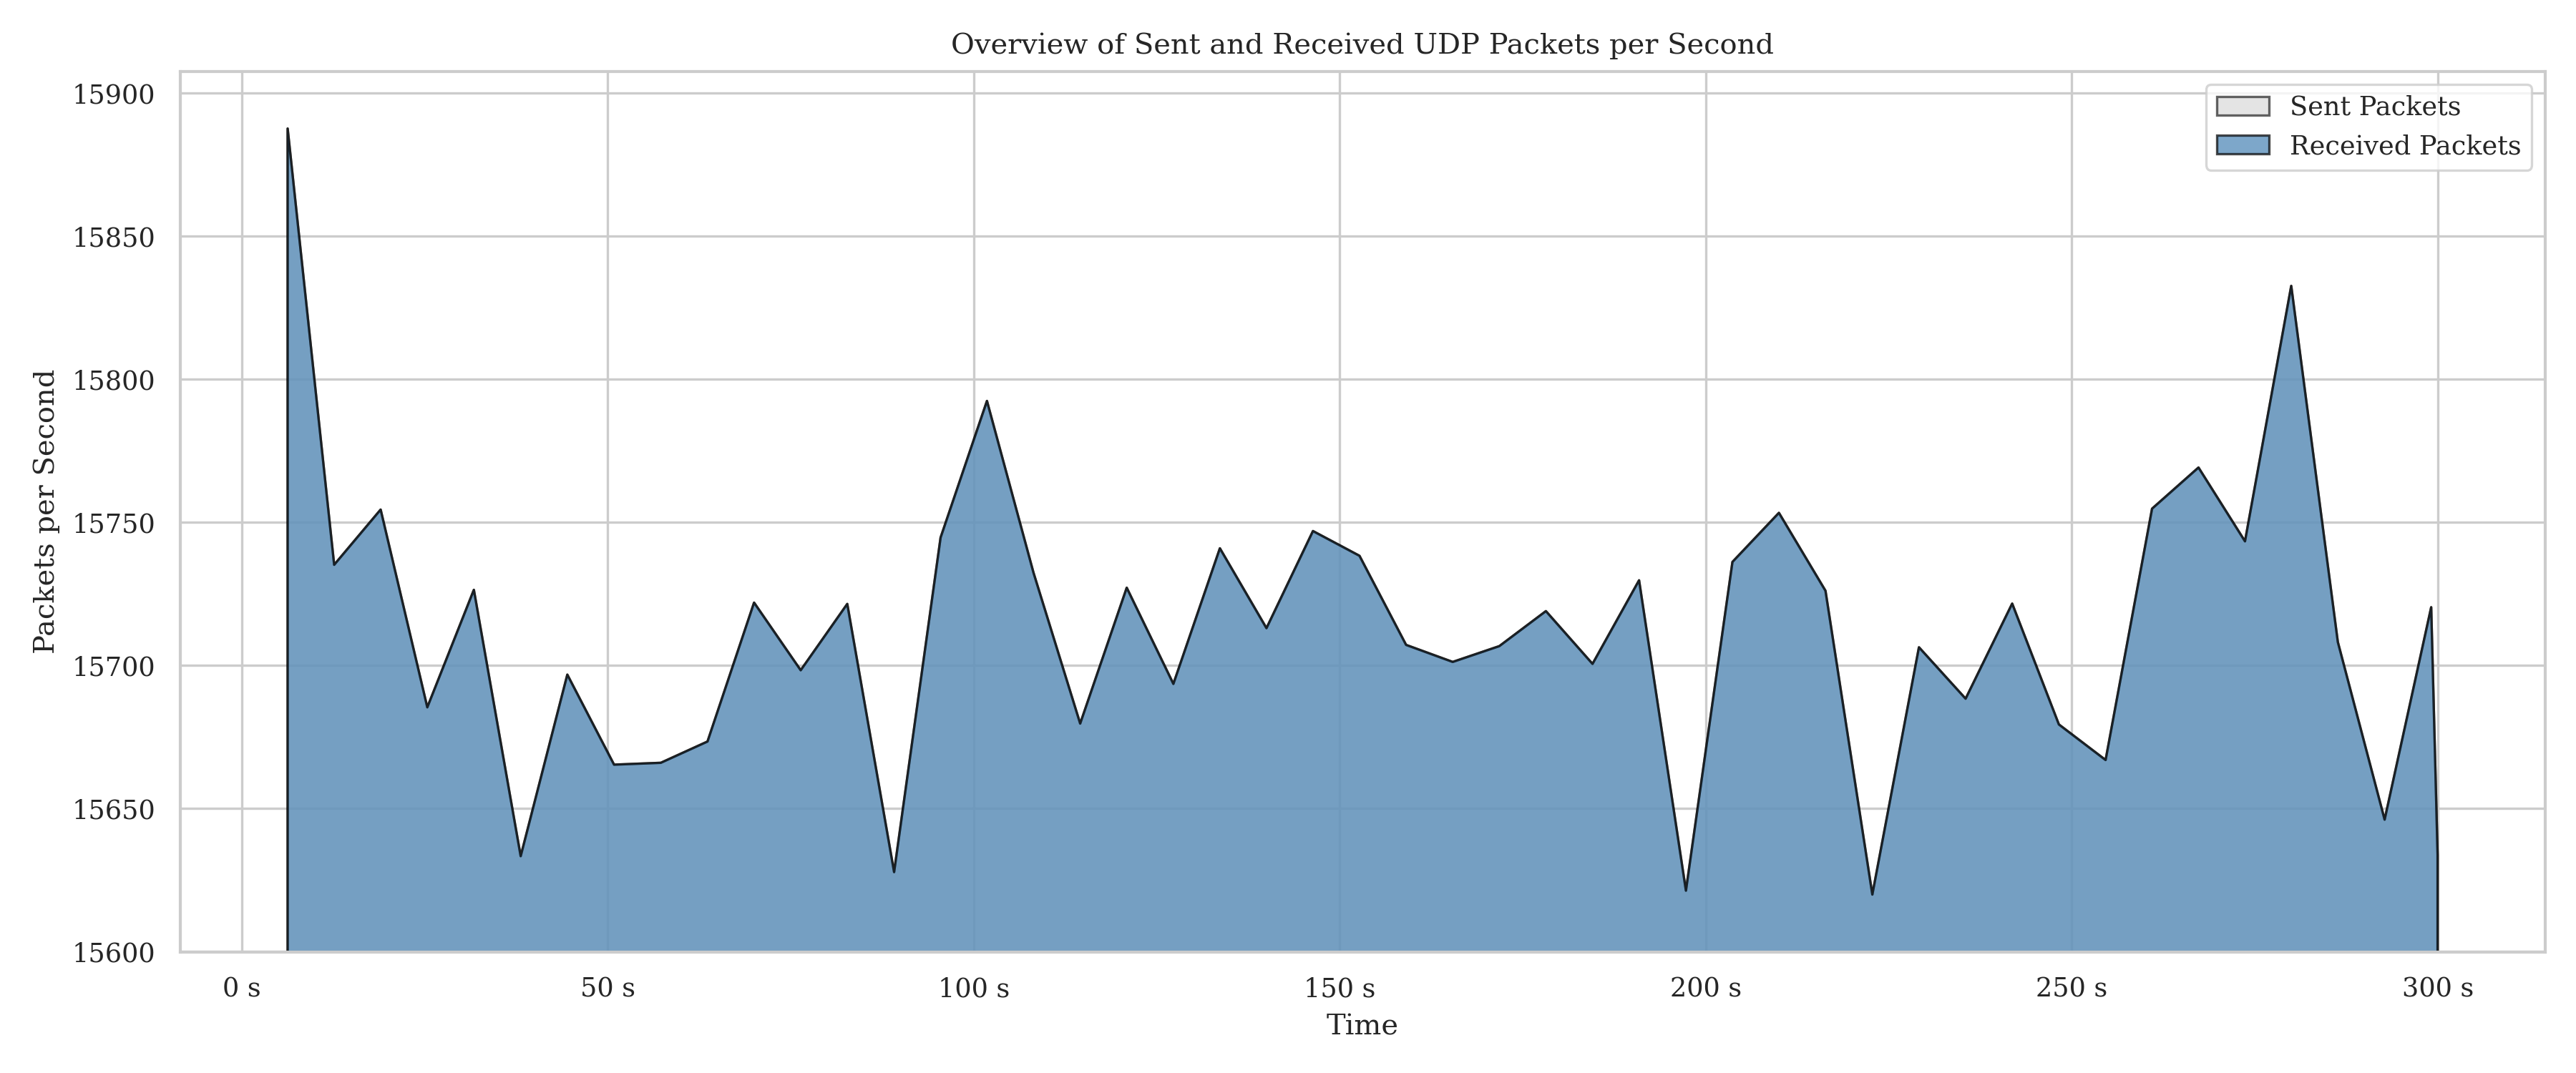 Overview of Sent and Received UDP Packets per Second
Sent Packets
Received Packets
Packets per Second
15900
15850
15800
15750
15700
15650
15600
0 s
50 s
100 s
150 s
200 s
250 s
300 s
Time